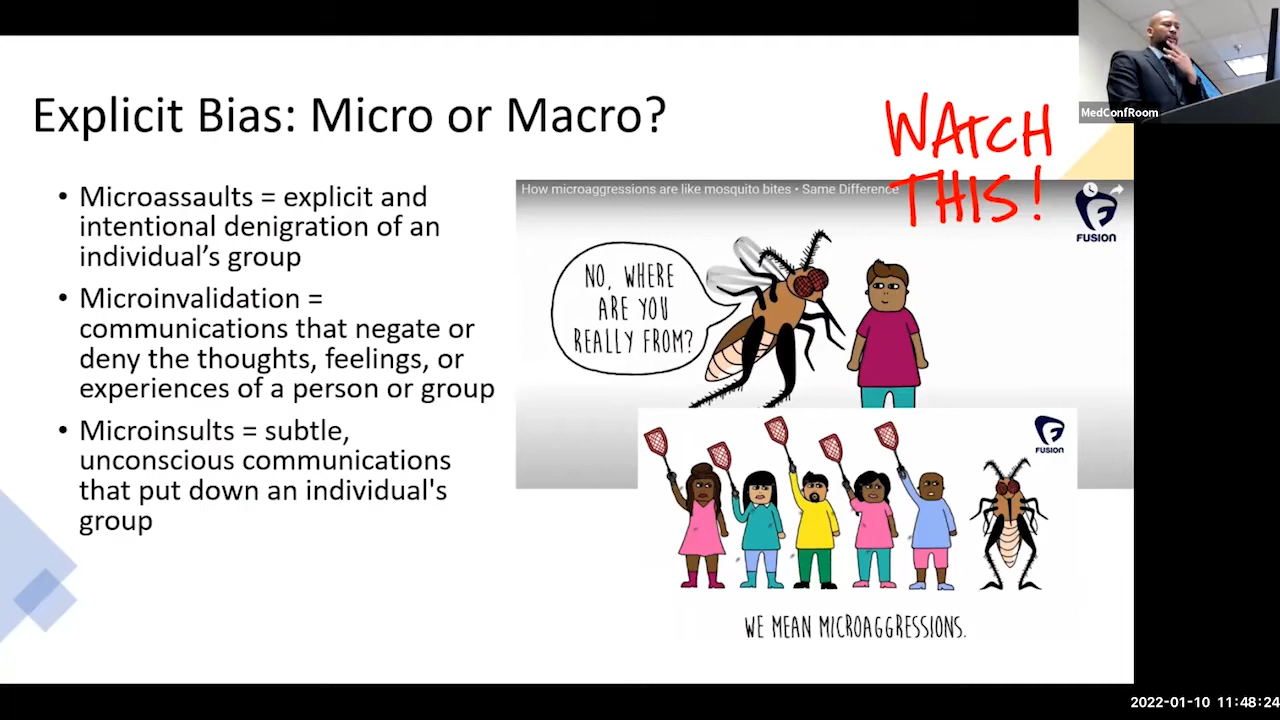 MedConfRoom
Explicit Bias: Micro or Macro?
WATCH
THIS!
• Microassaults = explicit and
intentional denigration of an
individual’s group
• Microinvalidation =
communications that negate or
deny the thoughts, feelings, or
experiences of a person or group
• Microinsults = subtle,
unconscious communications
that put down an individual's
group
How microaggressions are like mosquito bites • Same Difference
FUSION
NO, WHERE
ARE YOU
REALLY FROM?
FUSION
WE MEAN MICROAGGRESSIONS.
2022-01-10 11:48:24